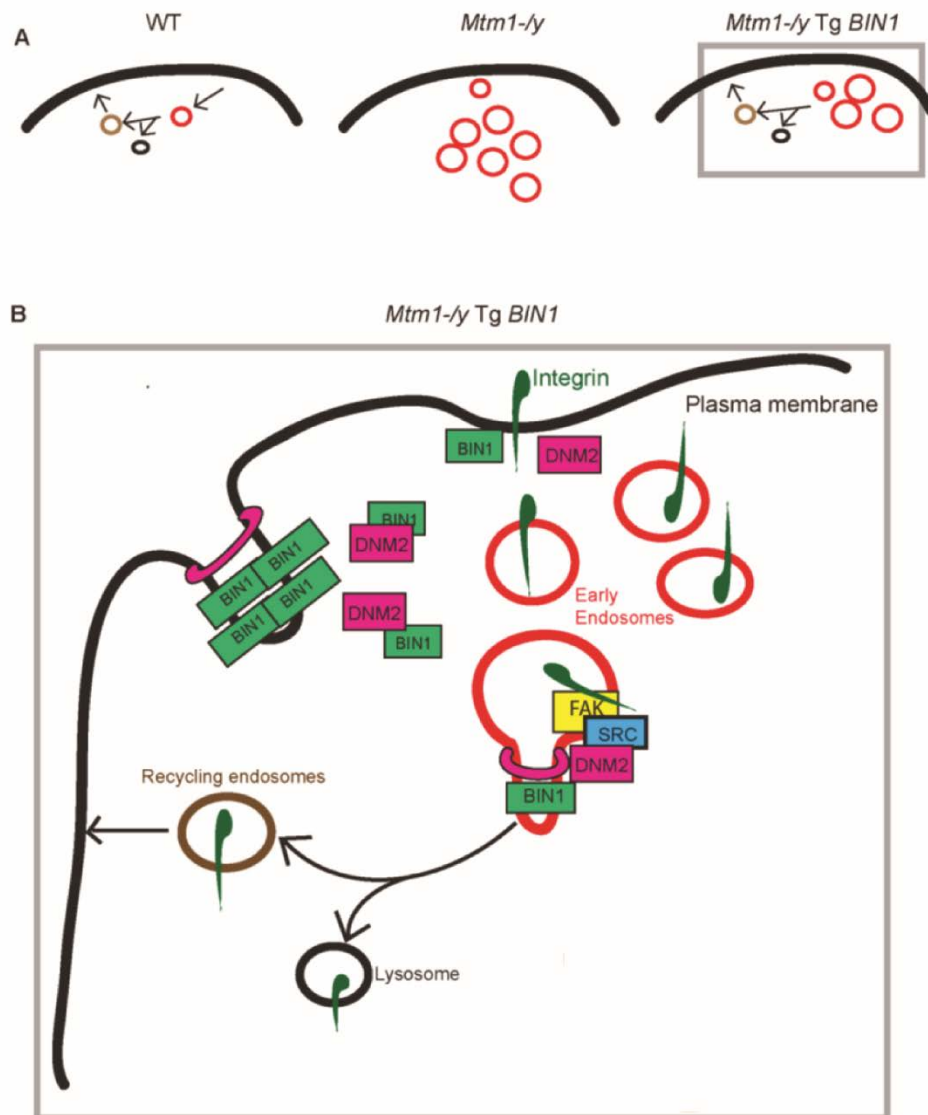 A
WT
Mtm1-/y
Mtm1-/y Tg BIN1
B
Mtm1-/y Tg BIN1
Integrin
Plasma membrane
BIN1
DNM2
BIN1
DNM2
BIN1
BIN1
BIN1
BIN1
DNM2
BIN1
Early
Endosomes
FAK
SRC
DNM2
BIN1
Recycling endosomes
Lysosome